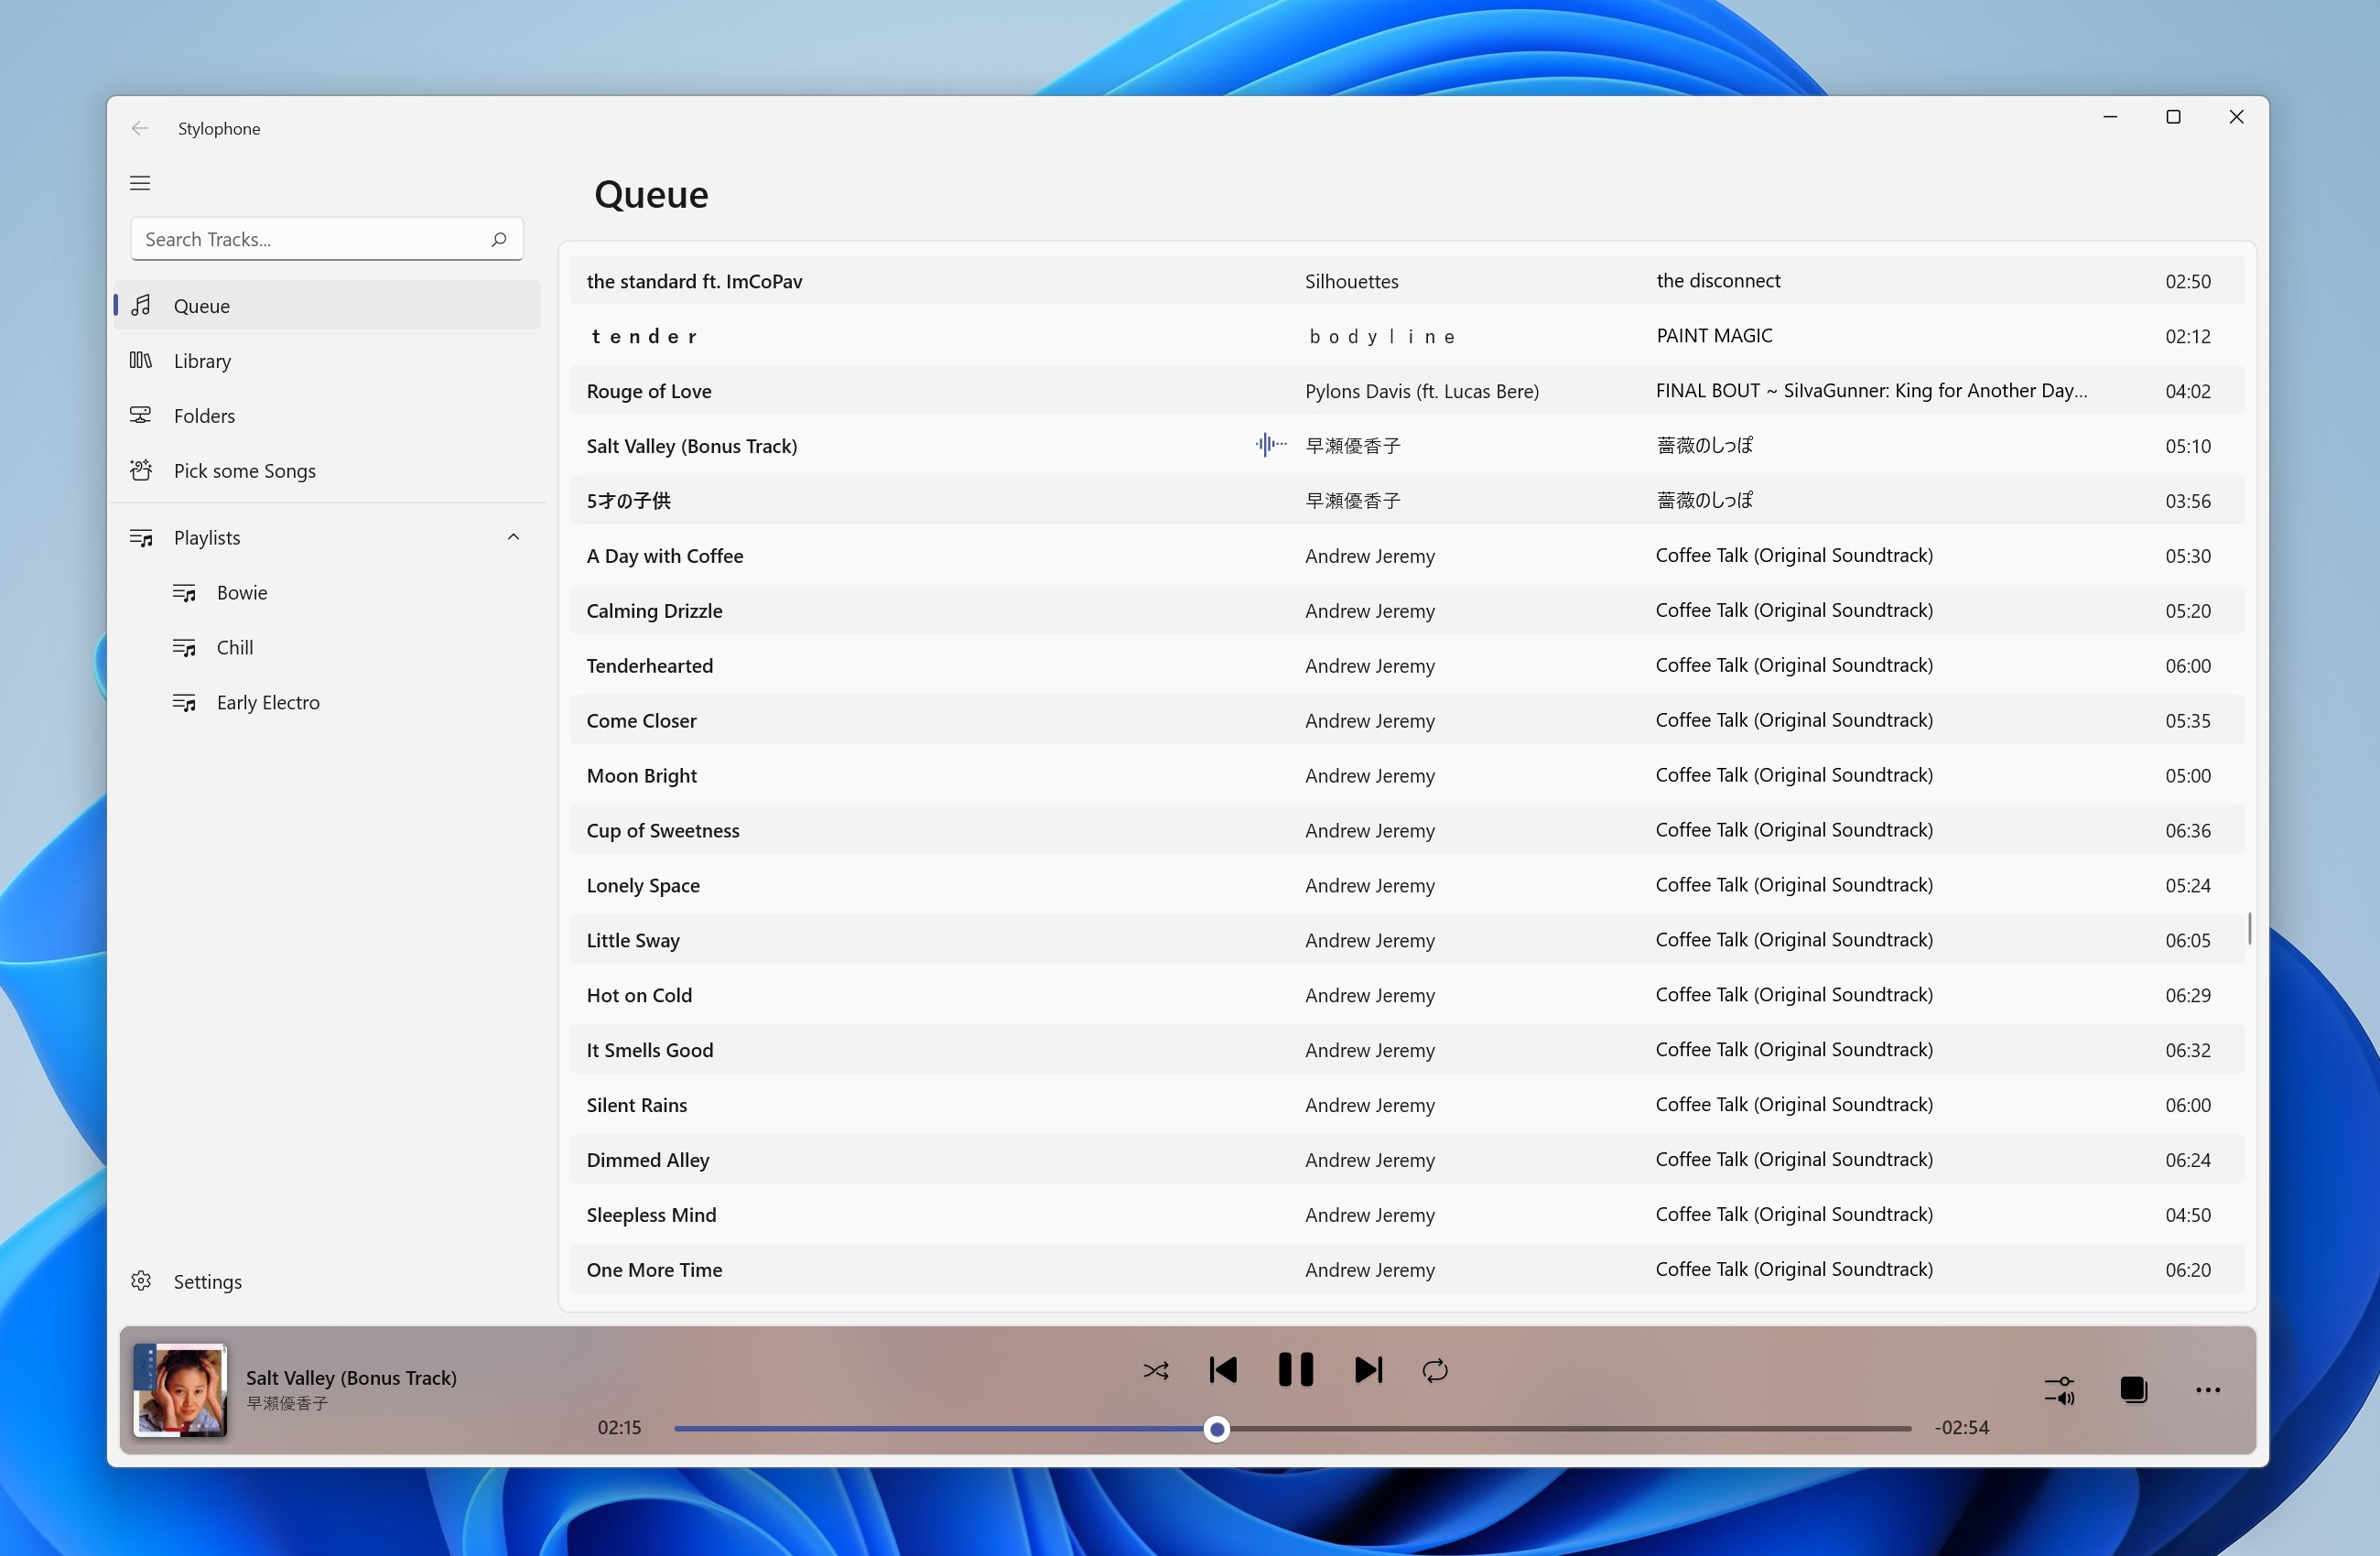 Stylophone
Queue
Search Tracks...
Queue
Library
Folders
Pick some Songs
Playlists
Bowie
Chill
Early Electro
Settings
the standard ft. ImCoPav Silhouettes the disconnect 02:50
ｔｅｎｄｅｒ ｂｏｄｙｌｉｎｅ PAINT MAGIC 02:12
Rouge of Love Pylons Davis (ft. Lucas Bere) FINAL BOUT ~ SiIvaGunner: King for Another Day... 04:02
Salt Valley (Bonus Track) 早瀬優香子 薔薇のしっぽ 05:10
5才の子供 早瀬優香子 薔薇のしっぽ 03:56
A Day with Coffee Andrew Jeremy Coffee Talk (Original Soundtrack) 05:30
Calming Drizzle Andrew Jeremy Coffee Talk (Original Soundtrack) 05:20
Tenderhearted Andrew Jeremy Coffee Talk (Original Soundtrack) 06:00
Come Closer Andrew Jeremy Coffee Talk (Original Soundtrack) 05:35
Moon Bright Andrew Jeremy Coffee Talk (Original Soundtrack) 05:00
Cup of Sweetness Andrew Jeremy Coffee Talk (Original Soundtrack) 06:36
Lonely Space Andrew Jeremy Coffee Talk (Original Soundtrack) 05:24
Little Sway Andrew Jeremy Coffee Talk (Original Soundtrack) 06:05
Hot on Cold Andrew Jeremy Coffee Talk (Original Soundtrack) 06:29
It Smells Good Andrew Jeremy Coffee Talk (Original Soundtrack) 06:32
Silent Rains Andrew Jeremy Coffee Talk (Original Soundtrack) 06:00
Dimmed Alley Andrew Jeremy Coffee Talk (Original Soundtrack) 06:24
Sleepless Mind Andrew Jeremy Coffee Talk (Original Soundtrack) 04:50
One More Time Andrew Jeremy Coffee Talk (Original Soundtrack) 06:20
Salt Valley (Bonus Track)
早瀬優香子
02:15 -02:54